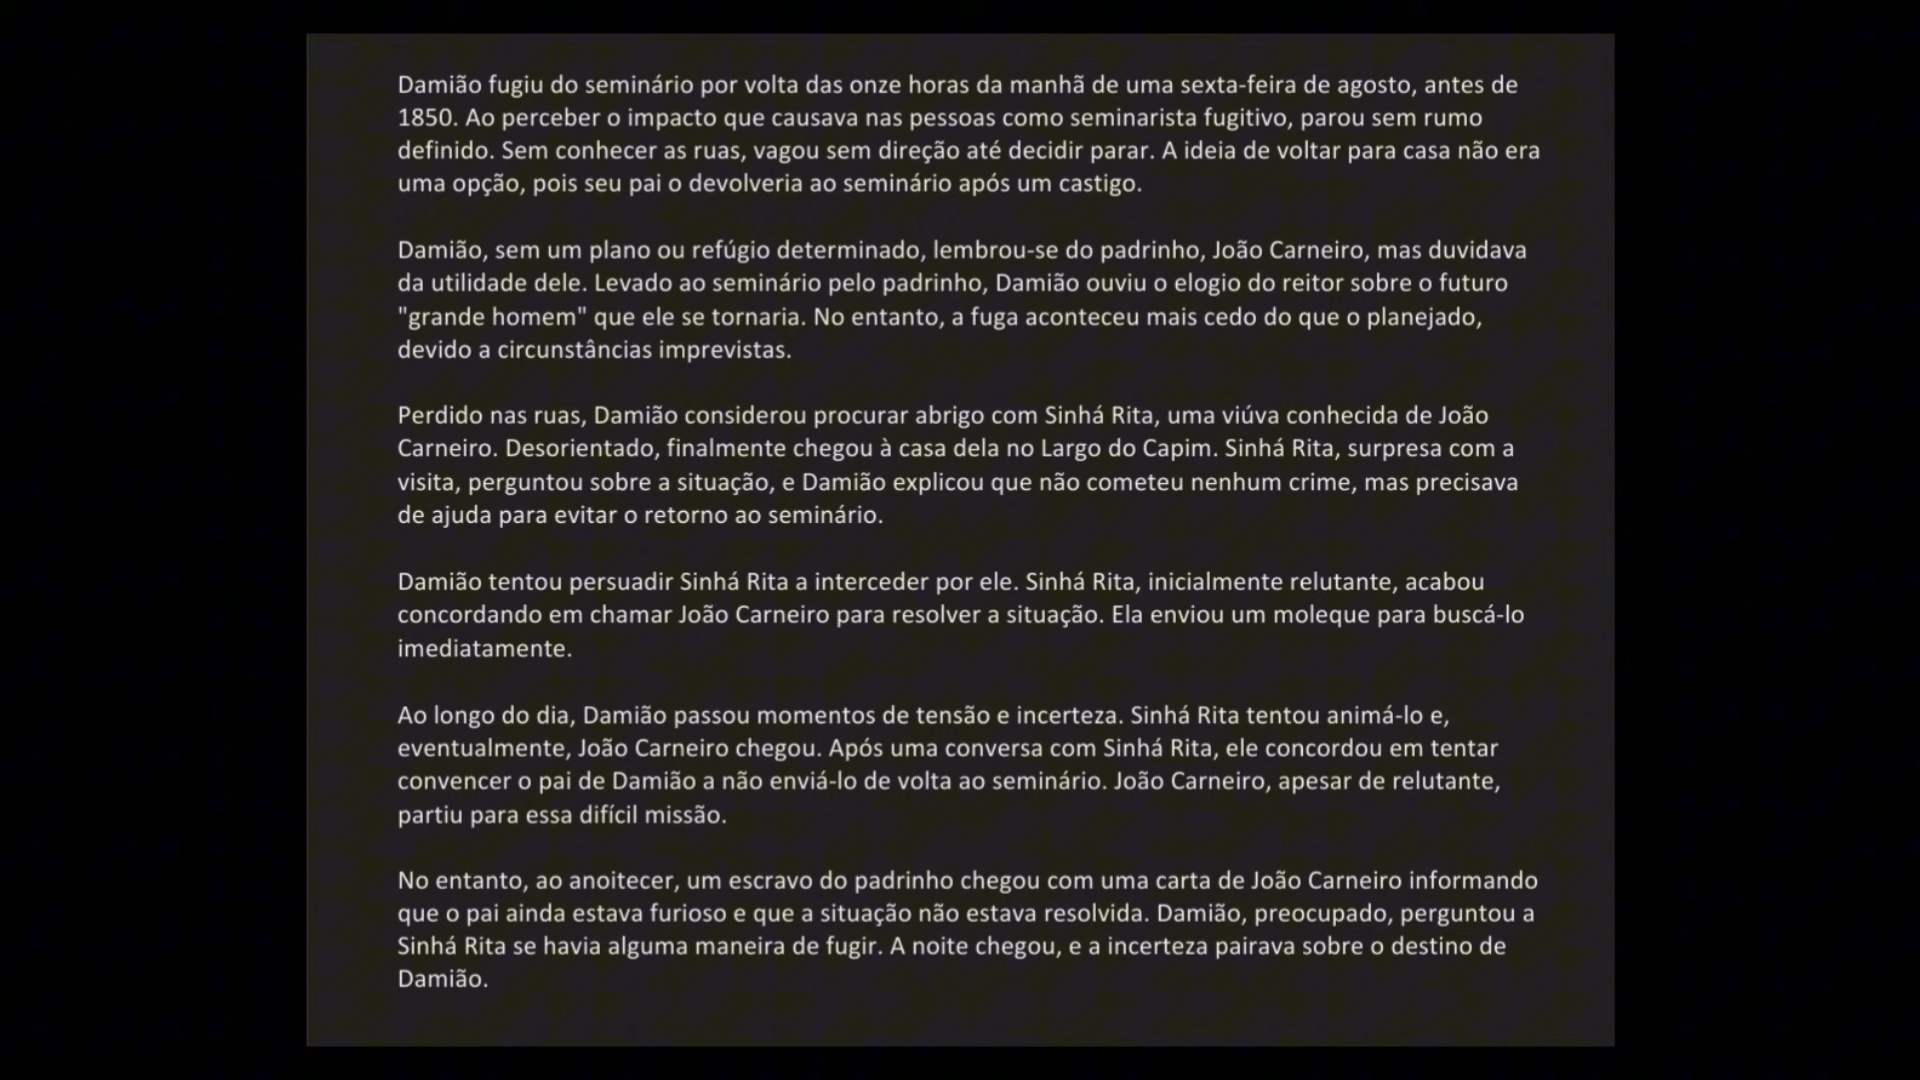 Damião fugiu do seminário por volta das onze horas da manhã de uma sexta-feira de agosto, antes de
1850. Ao perceber o impacto que causava nas pessoas como seminarista fugitivo, parou sem rumo
definido. Sem conhecer as ruas, vagou sem direção até decidir parar. A ideia de voltar para casa não era
uma opção, pois seu pai o devolveria ao seminário após um castigo.
Damião, sem um plano ou refúgio determinado, lembrou-se do padrinho, João Carneiro, mas duvidava
da utilidade dele. Levado ao seminário pelo padrinho, Damião ouviu o elogio do reitor sobre o futuro
"grande homem" que ele se tornaria. No entanto, a fuga aconteceu mais cedo do que o planejado,
devido a circunstâncias imprevistas.
Perdido nas ruas, Damião considerou procurar abrigo com Sinhá Rita, uma viúva conhecida de João
Carneiro. Desorientado, finalmente chegou à casa dela no Largo do Capim. Sinhá Rita, surpresa com a
visita, perguntou sobre a situação, e Damião explicou que não cometeu nenhum crime, mas precisava
de ajuda para evitar o retorno ao seminário.
Damião tentou persuadir Sinhá Rita a interceder por ele. Sinhá Rita, inicialmente relutante, acabou
concordando em chamar João Carneiro para resolver a situação. Ela enviou um moleque para buscá-lo
imediatamente.
Ao longo do dia, Damião passou momentos de tensão e incerteza. Sinhá Rita tentou animá-lo e,
eventualmente, João Carneiro chegou. Após uma conversa com Sinhá Rita, ele concordou em tentar
convencer o pai de Damião a não enviá-lo de volta ao seminário. João Carneiro, apesar de relutante,
partiu para essa difícil missão.
No entanto, ao anoitecer, um escravo do padrinho chegou com uma carta de João Carneiro informando
que o pai ainda estava furioso e que a situação não estava resolvida. Damião, preocupado, perguntou a
Sinhá Rita se havia alguma maneira de fugir. A noite chegou, e a incerteza pairava sobre o destino de
Damião.